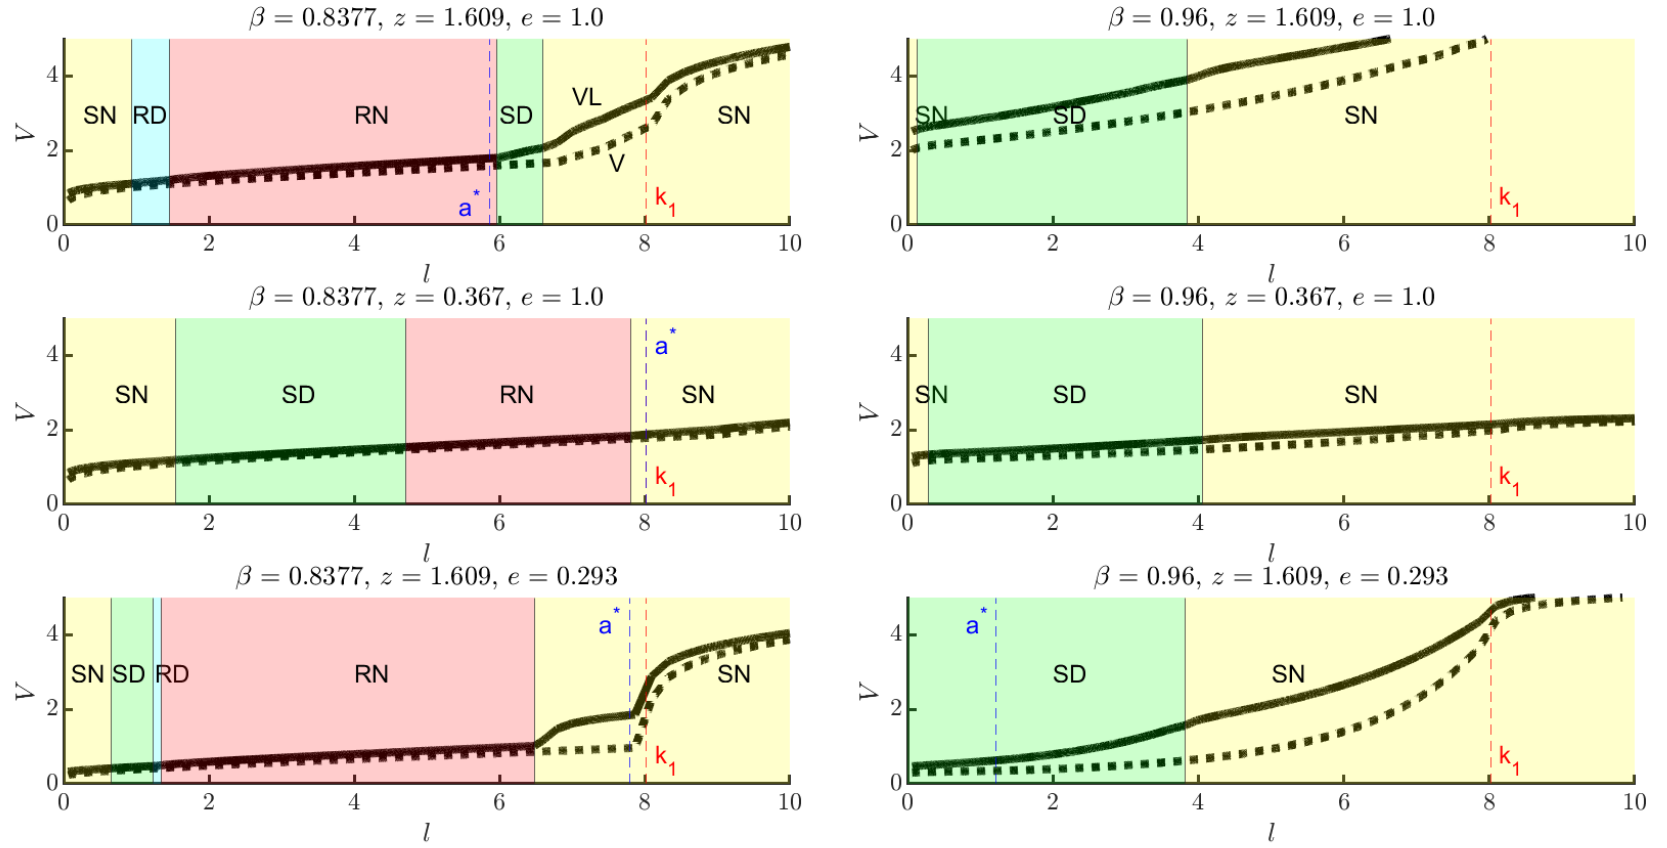 β = 0.8377, z = 1.609, e = 1.0
V
4
2
0
SN
RD
RN
SD
VL
V
SN
a*
k1
0 2 4 6 8 10
l
β = 0.96, z = 1.609, e = 1.0
V
4
2
0
SN
SD
SN
k1
0 2 4 6 8 10
l
β = 0.8377, z = 0.367, e = 1.0
V
4
2
0
SN
SD
RN
SN
a*
k1
0 2 4 6 8 10
l
β = 0.96, z = 0.367, e = 1.0
V
4
2
0
SN
SD
SN
k1
0 2 4 6 8 10
l
β = 0.8377, z = 1.609, e = 0.293
V
4
2
0
SN
SD
RD
RN
SN
a*
k1
0 2 4 6 8 10
l
β = 0.96, z = 1.609, e = 0.293
V
4
2
0
a*
SD
SN
k1
0 2 4 6 8 10
l